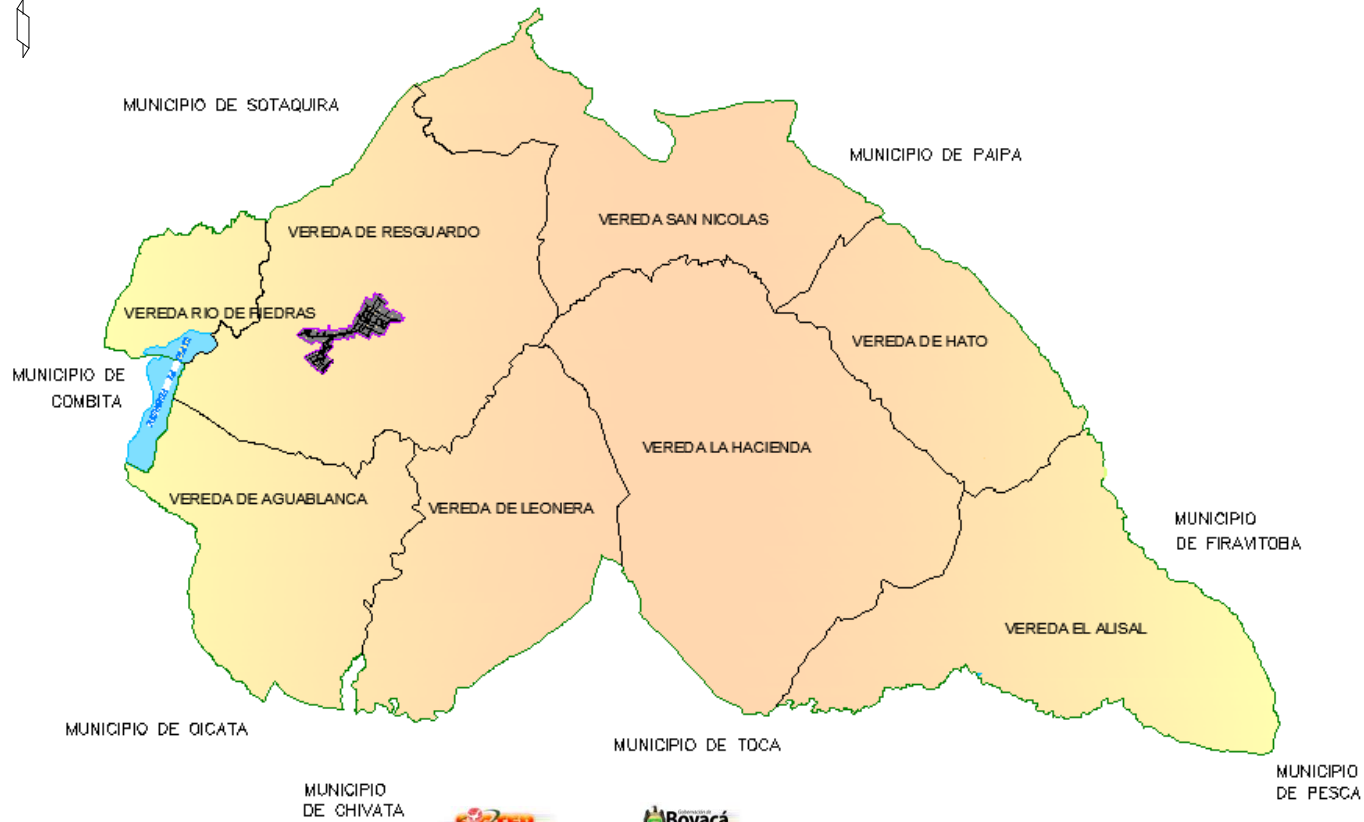 MUNICIPIO DE SOTAQUIRA
MUNICIPIO DE PAIPA
VEREDA SAN NICOLAS
VEREDA DE RESGUARDO
VEREDA RIO DE PIEDRAS
VEREDA DE HATO
MUNICIPIO DE
COMBITA
VEREDA LA HACIENDA
VEREDA DE AGUABLANCA
VEREDA DE LEONERA
MUNICIPIO
DE FIRAVITOBA
VEREDA EL ALISAL
MUNICIPIO DE OICATA
MUNICIPIO DE TOCA
MUNICIPIO
DE PESCA
MUNICIPIO
DE CHIVATA
Gobernación de
Boyacá